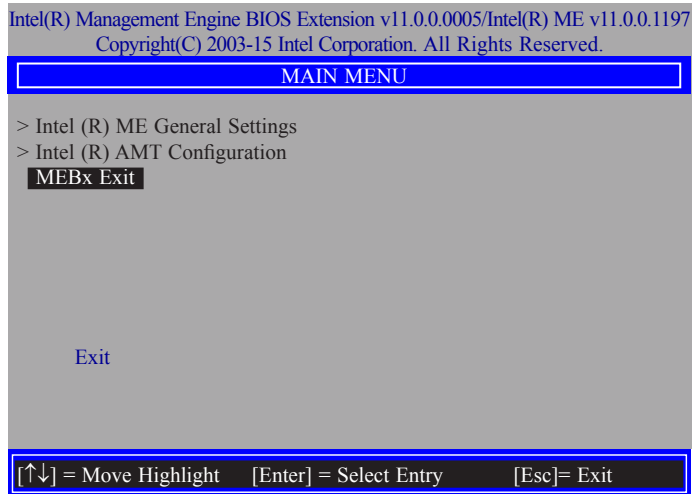 Intel(R) Management Engine BIOS Extension v11.0.0.0005/Intel(R) ME v11.0.0.1197
Copyright(C) 2003-15 Intel Corporation. All Rights Reserved.
MAIN MENU
> Intel (R) ME General Settings
> Intel (R) AMT Configuration
MEBx Exit
Exit
[↑↓] = Move Highlight [Enter] = Select Entry [Esc]= Exit